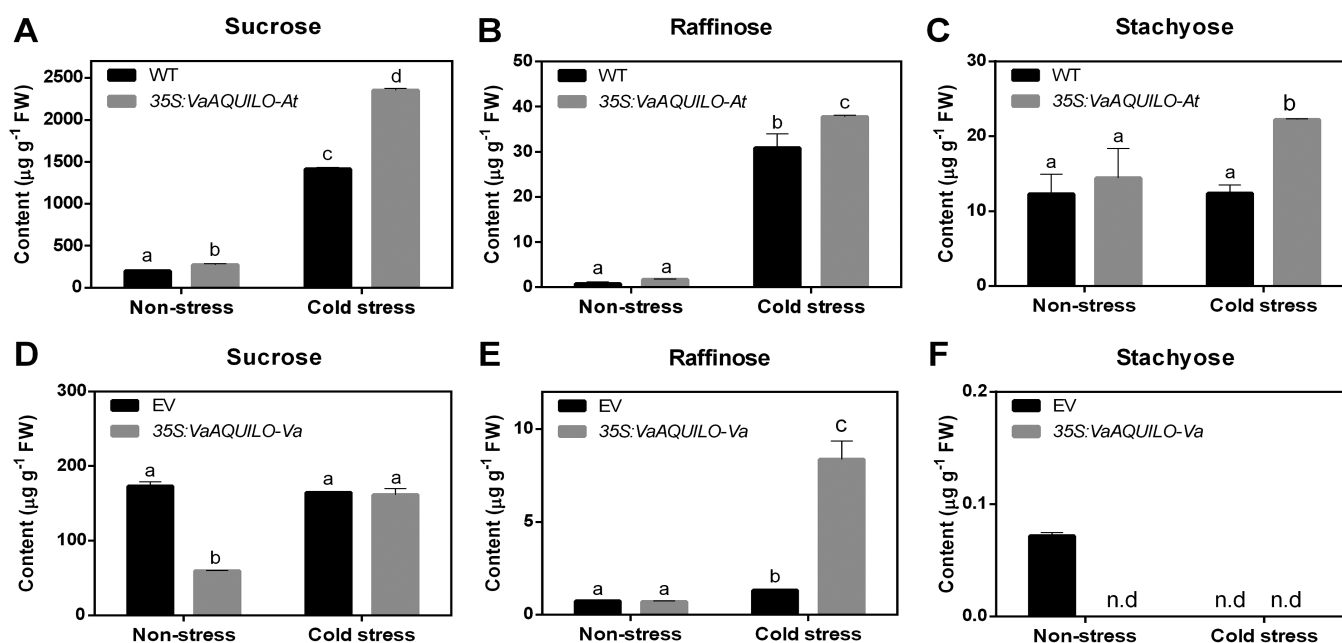 A
Sucrose
Content (µg g-1 FW)
2500
2000
1500
1000
500
0
WT
35S:VaAQUILO-At
a
b
c
d
Non-stress
Cold stress
B
Raffinose
Content (µg g-1 FW)
50
40
30
20
10
0
WT
35S:VaAQUILO-At
a
a
b
c
Non-stress
Cold stress
C
Stachyose
Content (µg g-1 FW)
30
20
10
0
WT
35S:VaAQUILO-At
a
a
a
b
Non-stress
Cold stress
D
Sucrose
Content (µg g-1 FW)
300
200
100
0
EV
35S:VaAQUILO-Va
a
b
a
a
Non-stress
Cold stress
E
Raffinose
Content (µg g-1 FW)
10
5
0
EV
35S:VaAQUILO-Va
a
a
b
c
Non-stress
Cold stress
F
Stachyose
Content (µg g-1 FW)
0.2
0.1
0.0
EV
35S:VaAQUILO-Va
n.d
n.d
n.d
Non-stress
Cold stress